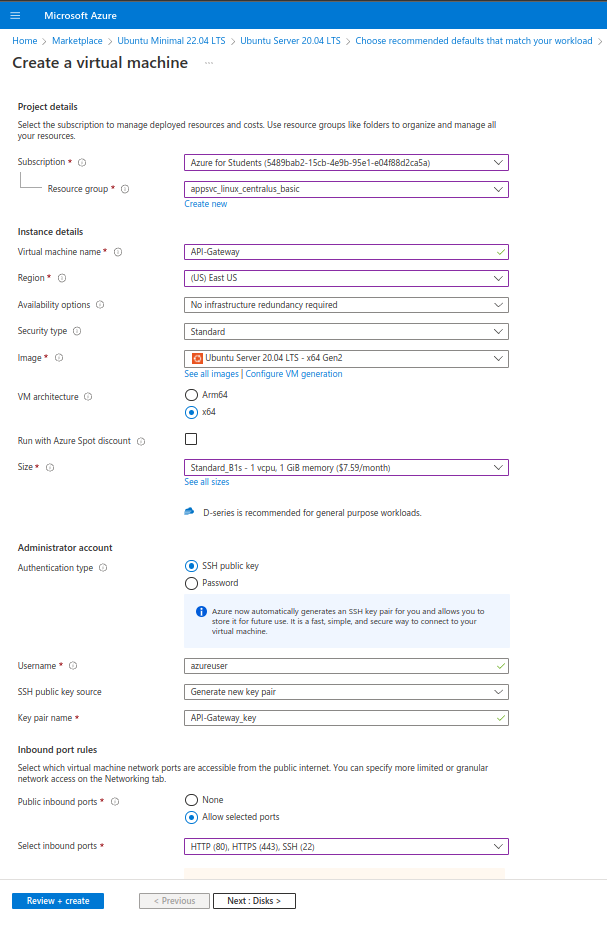 Microsoft Azure
Home > Marketplace > Ubuntu Minimal 22.04 LTS > Ubuntu Server 20.04 LTS > Choose recommended defaults that match your workload >
Create a virtual machine ...
Project details
Select the subscription to manage deployed resources and costs. Use resource groups like folders to organize and manage all
your resources.
Subscription * Azure for Students (5489bab2-15cb-4e9b-95e1-e04f88d2ca5a)
Resource group * appsvc_linux_centralus_basic
Create new
Instance details
Virtual machine name * API-Gateway
Region * (US) East US
Availability options No infrastructure redundancy required
Security type Standard
Image * Ubuntu Server 20.04 LTS - x64 Gen2
See all images | Configure VM generation
VM architecture Arm64
x64
Run with Azure Spot discount
Size * Standard_B1s - 1 vcpu, 1 GiB memory ($7.59/month)
See all sizes
D-series is recommended for general purpose workloads.
Administrator account
Authentication type SSH public key
Password
Azure now automatically generates an SSH key pair for you and allows you to
store it for future use. It is a fast, simple, and secure way to connect to your
virtual machine.
Username * azureuser
SSH public key source Generate new key pair
Key pair name * API-Gateway_key
Inbound port rules
Select which virtual machine network ports are accessible from the public internet. You can specify more limited or granular
network access on the Networking tab.
Public inbound ports * None
Allow selected ports
Select inbound ports * HTTP (80), HTTPS (443), SSH (22)
Review + create < Previous Next : Disks >